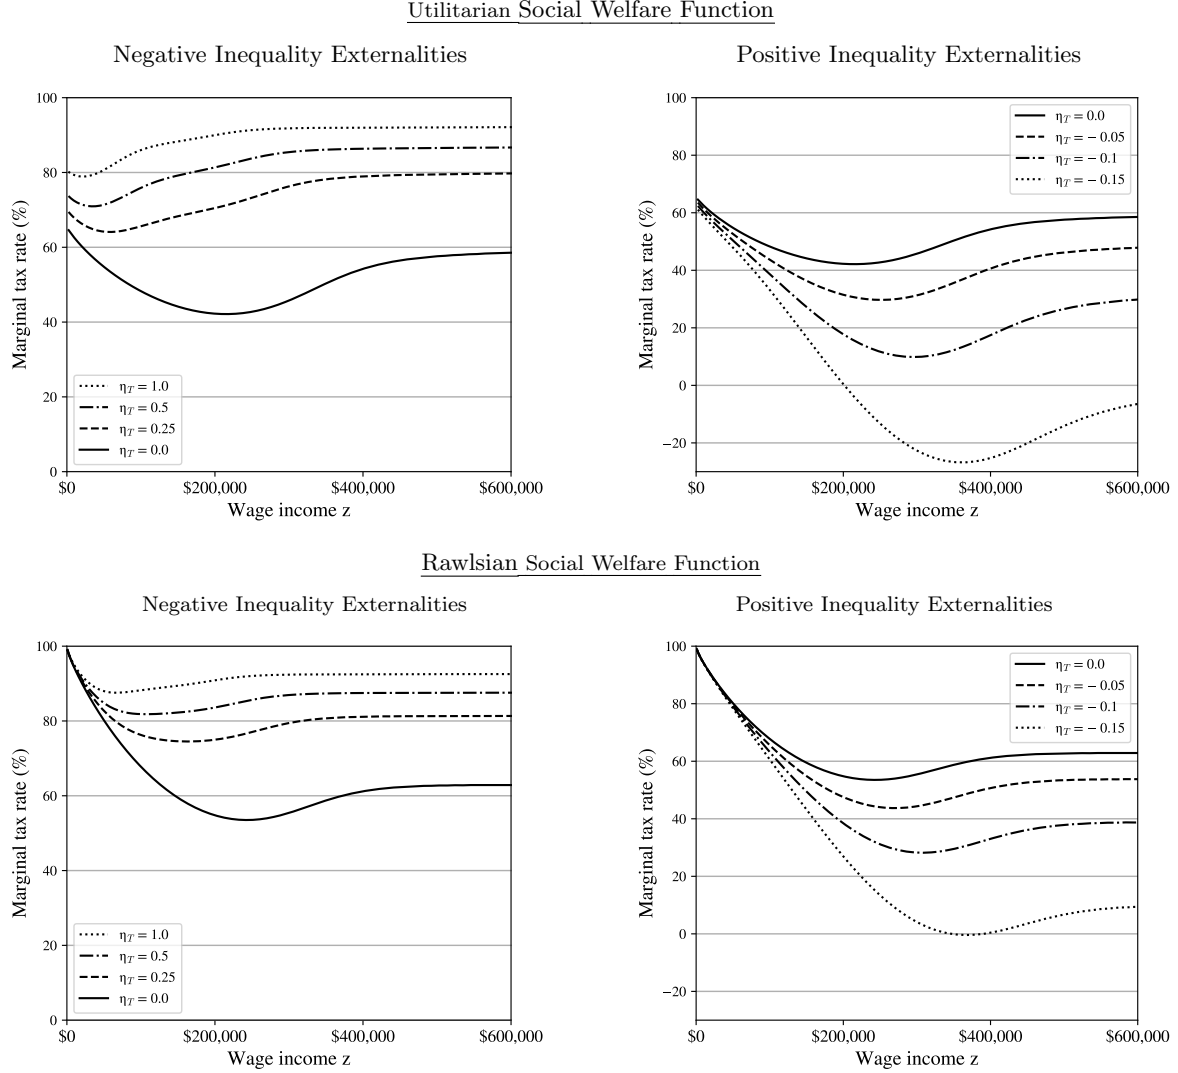 Utilitarian Social Welfare Function
Negative Inequality Externalities
Positive Inequality Externalities
100
80
60
40
20
0
Marginal tax rate (%)
η_T = 1.0
η_T = 0.5
η_T = 0.25
η_T = 0.0
$0
$200,000
$400,000
$600,000
Wage income z
100
80
60
40
20
0
−20
Marginal tax rate (%)
η_T = 0.0
η_T = − 0.05
η_T = − 0.1
η_T = − 0.15
$0
$200,000
$400,000
$600,000
Wage income z
Rawlsian Social Welfare Function
Negative Inequality Externalities
Positive Inequality Externalities
100
80
60
40
20
0
Marginal tax rate (%)
η_T = 1.0
η_T = 0.5
η_T = 0.25
η_T = 0.0
$0
$200,000
$400,000
$600,000
Wage income z
100
80
60
40
20
0
−20
Marginal tax rate (%)
η_T = 0.0
η_T = − 0.05
η_T = − 0.1
η_T = − 0.15
$0
$200,000
$400,000
$600,000
Wage income z